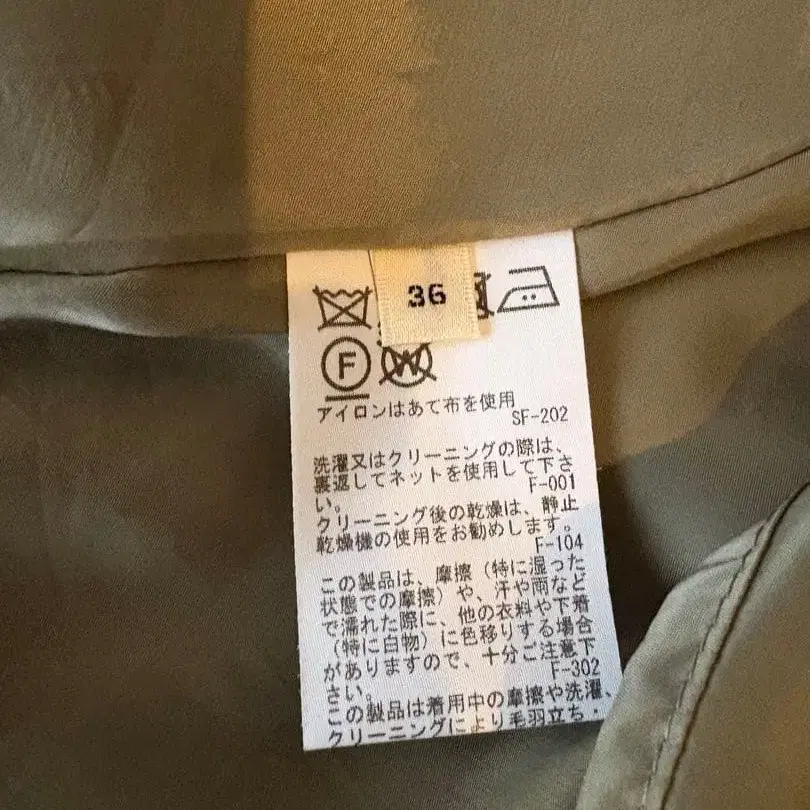 36
F W
アイロンはあて布を使用
SF-202
洗濯又はクリーニングの際は、
裏返してネットを使用して下さ
い。
F-001
クリーニング後の乾燥は、静止
乾燥機の使用をお勧めします。
F-104
この製品は、摩擦（特に湿った
状態での摩擦）や、汗や雨など
で濡れた際に、他の衣料や下着
（特に白物）に色移りする場合
がありますので、十分ご注意下
さい。
F-302
この製品は着用中の摩擦や洗濯、
クリーニングにより毛羽立ち・